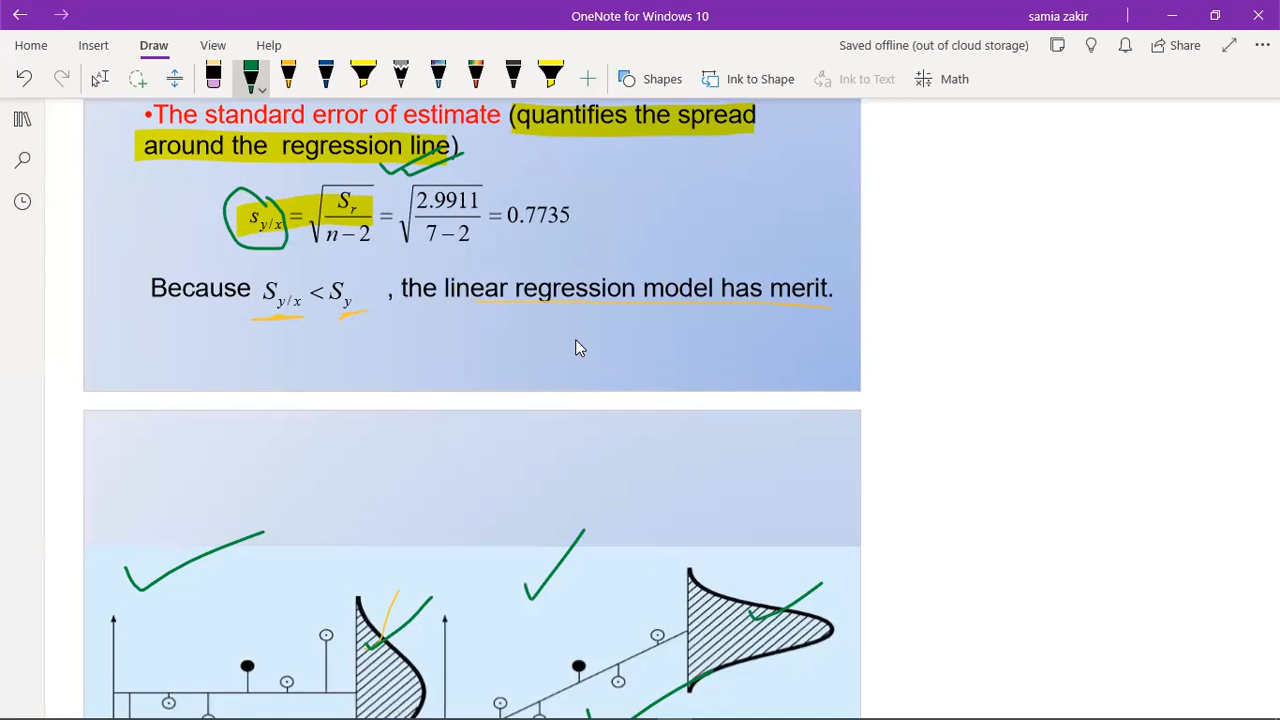 OneNote for Windows 10
samia zakir
Home Insert Draw View Help
Saved offline (out of cloud storage) Share
Shapes Ink to Shape Ink to Text Math
•The standard error of estimate (quantifies the spread
around the regression line)
s_{y/x} = √(S_r / (n − 2)) = √(2.9911 / (7 − 2)) = 0.7735
Because S_{y/x} < S_y , the linear regression model has merit.